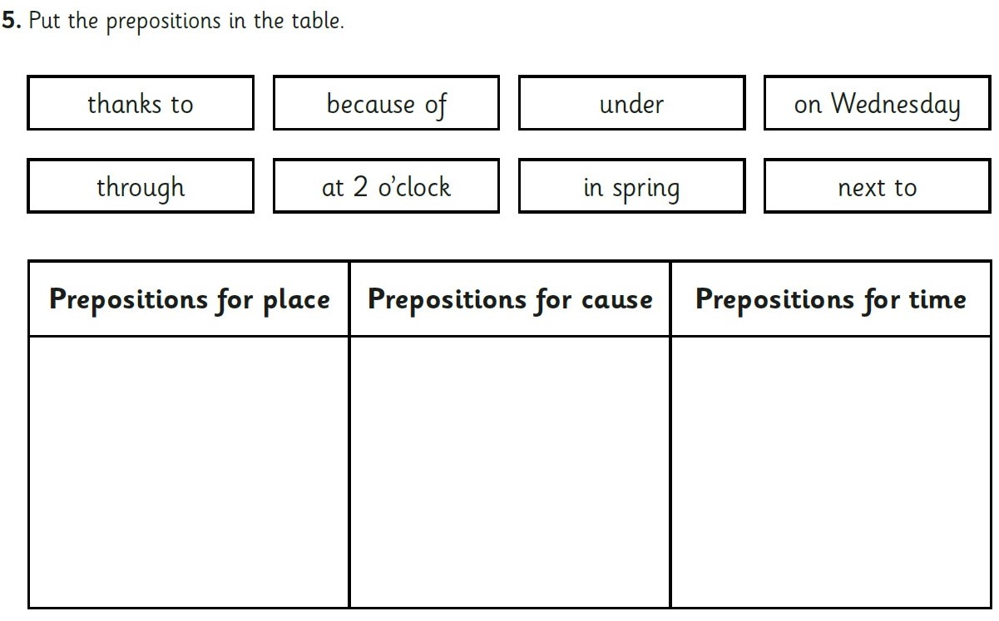 5. Put the prepositions in the table.
thanks to because of under on Wednesday
through at 2 o’clock in spring next to
Prepositions for place Prepositions for cause Prepositions for time